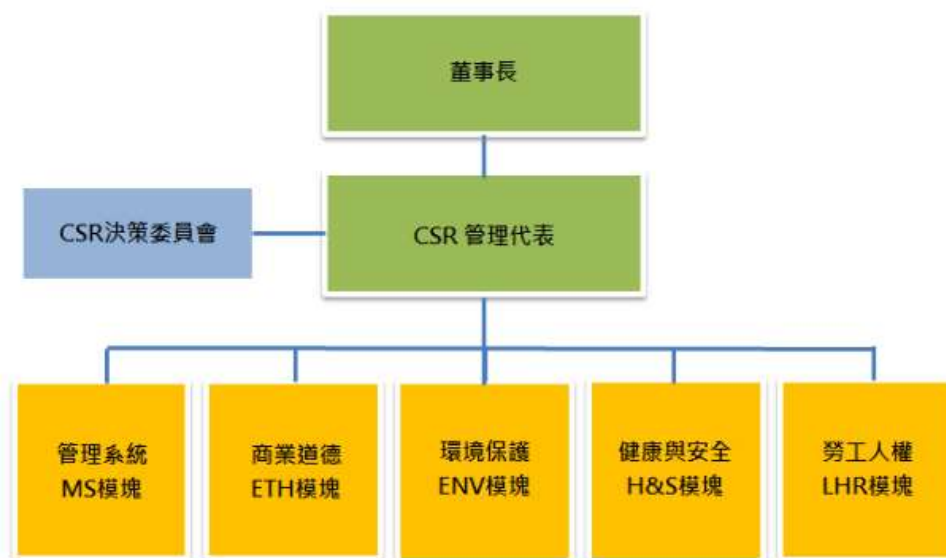 董事長
CSR決策委員會
CSR 管理代表
管理系統
MS模塊
商業道德
ETH模塊
環境保護
ENV模塊
健康與安全
H&S模塊
勞工人權
LHR模塊